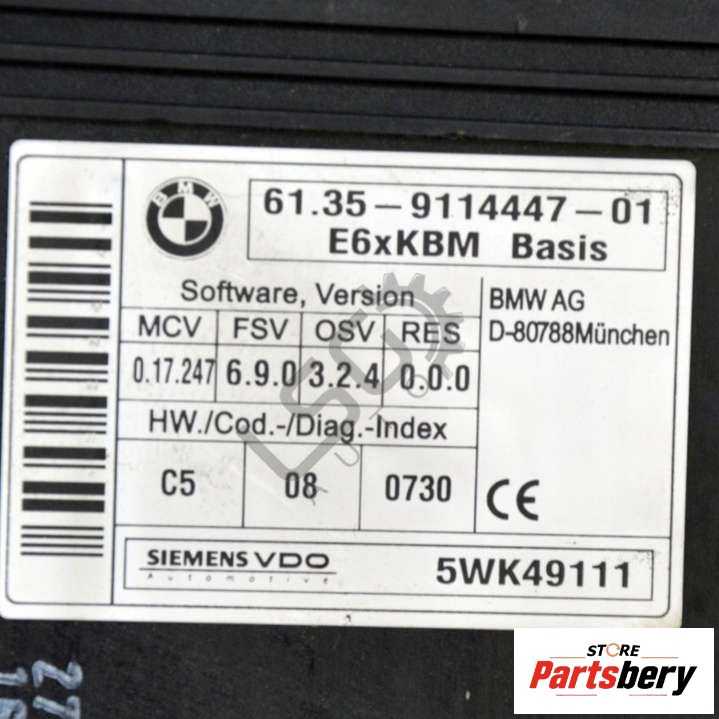 BMW
61.35-9114447-01
E6xKBM Basis
Software, Version
MCV FSV OSV RES
0.17.247 6.9.0 3.2.4 0.0.0
BMW AG
D-80788München
HW./Cod.-/Diag.-Index
C5 08 0730
CE
SIEMENS VDO
Automotive
5WK49111
LSC
27
STORE
Partsbery